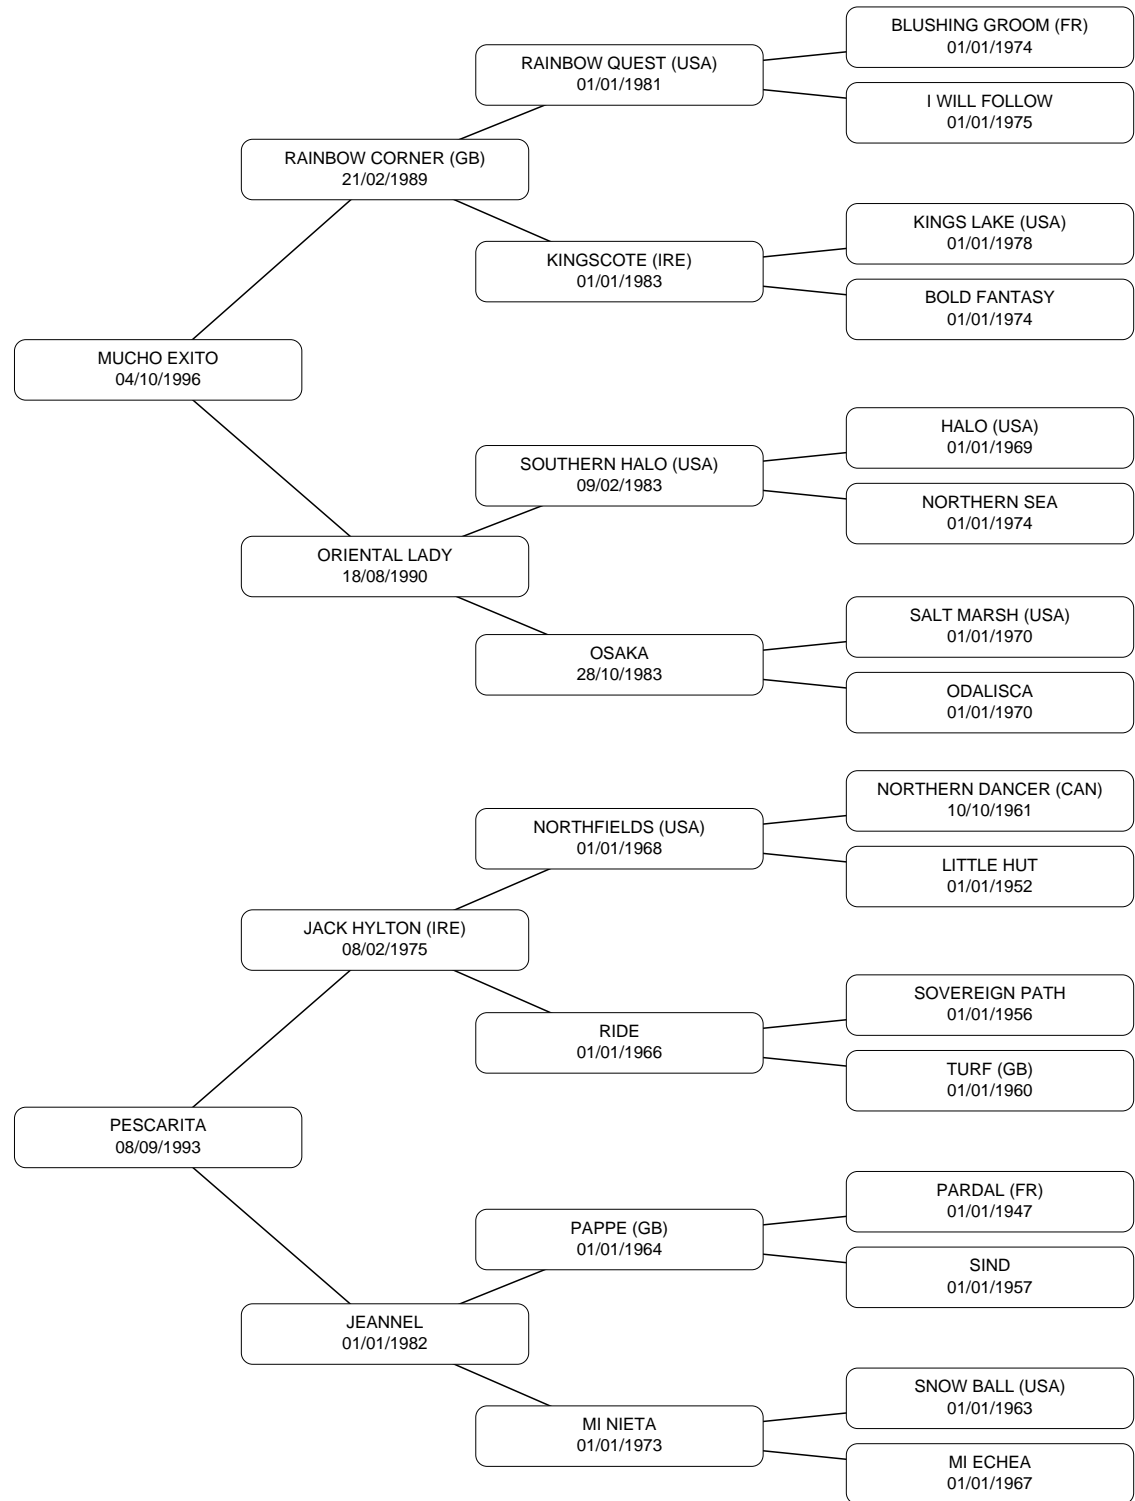 BLUSHING GROOM (FR)
01/01/1974
RAINBOW QUEST (USA)
01/01/1981
I WILL FOLLOW
01/01/1975
RAINBOW CORNER (GB)
21/02/1989
KINGS LAKE (USA)
01/01/1978
KINGSCOTE (IRE)
01/01/1983
BOLD FANTASY
01/01/1974
MUCHO EXITO
04/10/1996
HALO (USA)
01/01/1969
SOUTHERN HALO (USA)
09/02/1983
NORTHERN SEA
01/01/1974
ORIENTAL LADY
18/08/1990
SALT MARSH (USA)
01/01/1970
OSAKA
28/10/1983
ODALISCA
01/01/1970
NORTHERN DANCER (CAN)
10/10/1961
NORTHFIELDS (USA)
01/01/1968
LITTLE HUT
01/01/1952
JACK HYLTON (IRE)
08/02/1975
SOVEREIGN PATH
01/01/1956
RIDE
01/01/1966
TURF (GB)
01/01/1960
PESCARITA
08/09/1993
PARDAL (FR)
01/01/1947
PAPPE (GB)
01/01/1964
SIND
01/01/1957
JEANNEL
01/01/1982
SNOW BALL (USA)
01/01/1963
MI NIETA
01/01/1973
MI ECHEA
01/01/1967